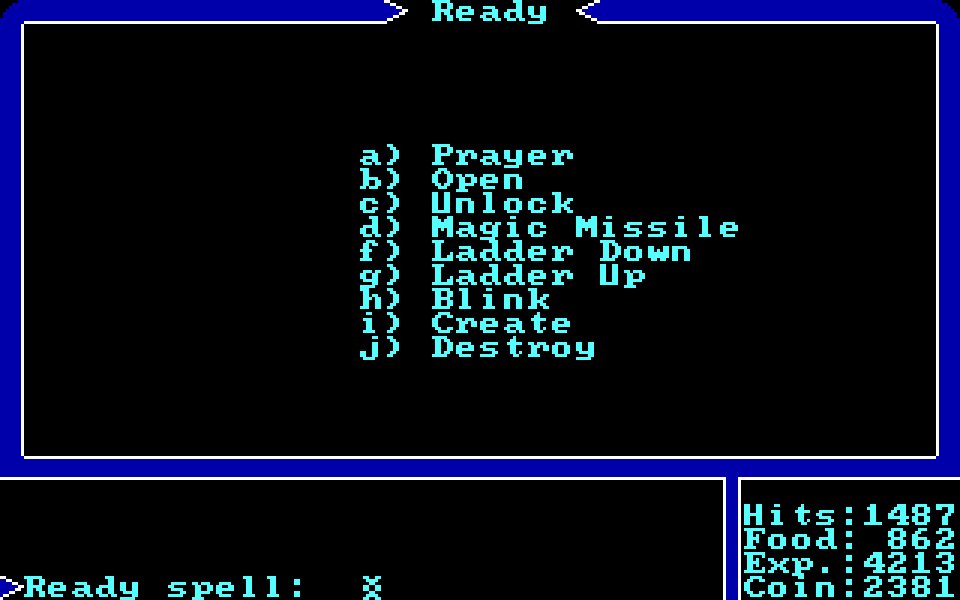 Ready
a) Prayer
b) Open
c) Unlock
d) Magic Missile
f) Ladder Down
g) Ladder Up
h) Blink
i) Create
j) Destroy
Hits:1487
Food: 862
Exp.:4213
Ready spell:
Coin:2381